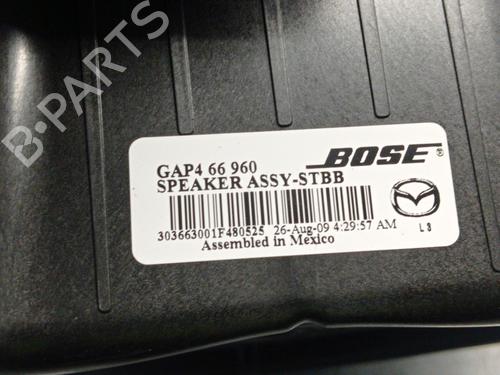 B-PARTS
GAP4 66 960
BOSE®
SPEAKER ASSY-STBB
303663001F480525 26-Aug-09 4:29:57 AM
L 8
Assembled in Mexico